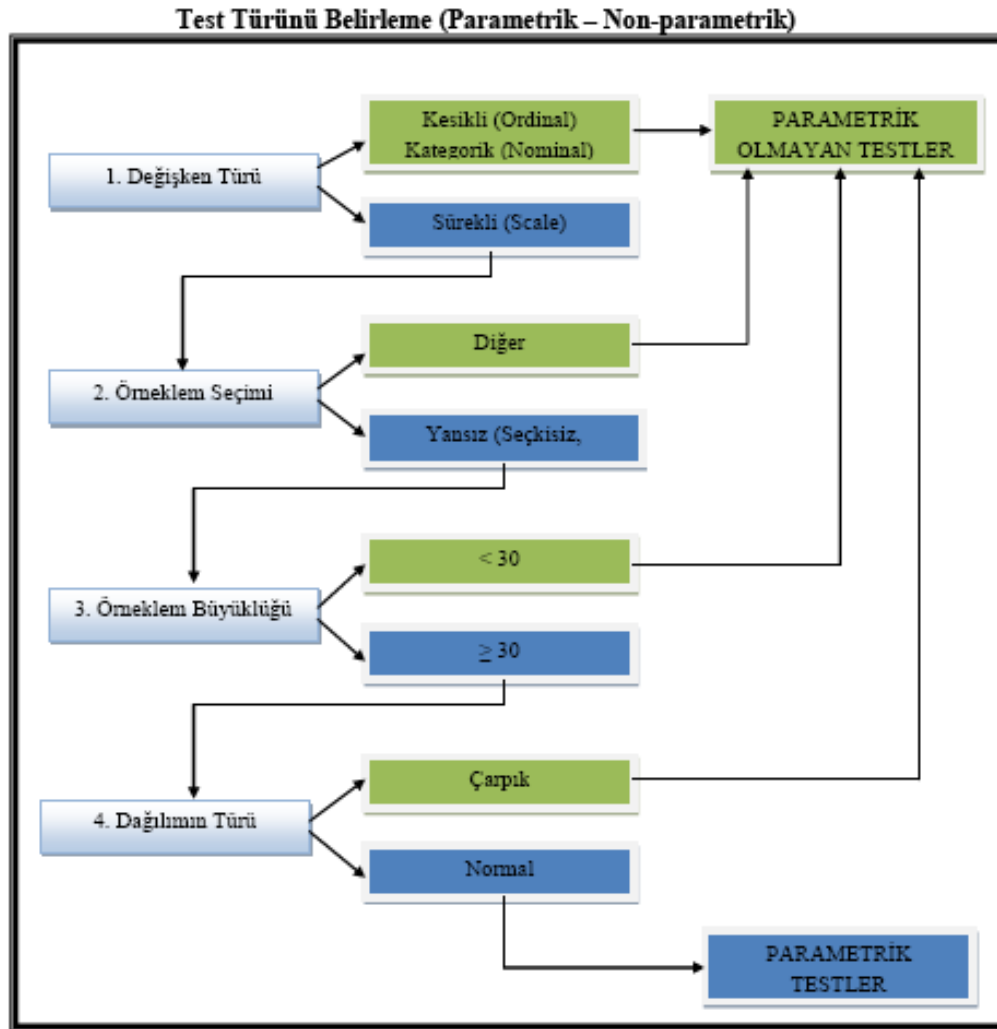 Test Türünü Belirleme (Parametrik – Non-parametrik)
Kesikli (Ordinal)
Kategorik (Nominal)
PARAMETRİK
OLMAYAN TESTLER
1. Değişken Türü
Sürekli (Scale)
Diğer
2. Örneklem Seçimi
Yansız (Seçkisiz,
< 30
3. Örneklem Büyüklüğü
≥ 30
Çarpık
4. Dağılımın Türü
Normal
PARAMETRİK
TESTLER